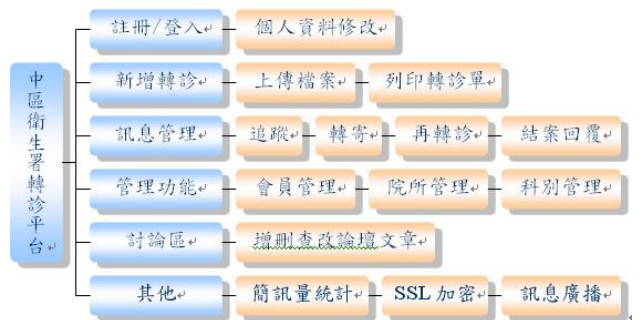 中區衛生署轉診平台
註冊/登入
個人資料修改
新增轉診
上傳檔案
列印轉診單
訊息管理
追蹤
轉寄
再轉診
結案回覆
管理功能
會員管理
院所管理
科別管理
討論區
增刪查改論壇文章
其他
簡訊量統計
SSL 加密
訊息廣播